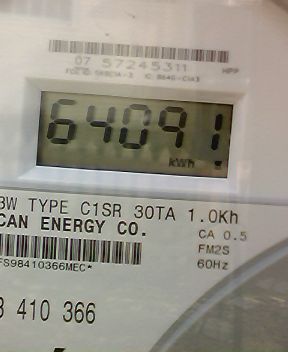 07 57245311
HPP
64091
kWh
3W TYPE C1SR 30TA 1.0Kh
CAN ENERGY CO.
CA 0.5
FM2S
FS98410366MEC*
60Hz
410 366